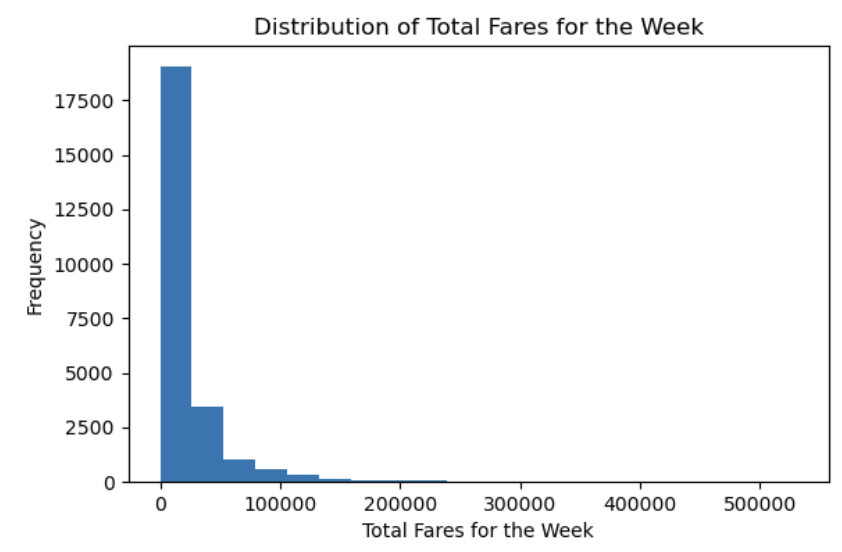 Distribution of Total Fares for the Week
17500
15000
12500
10000
7500
5000
2500
0
Frequency
0 100000 200000 300000 400000 500000
Total Fares for the Week